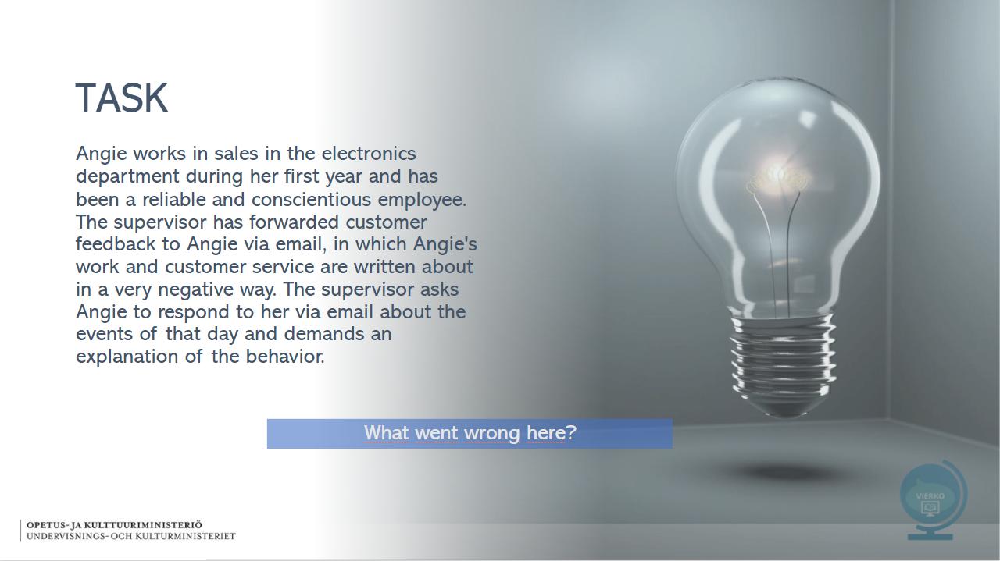 TASK
Angie works in sales in the electronics
department during her first year and has
been a reliable and conscientious employee.
The supervisor has forwarded customer
feedback to Angie via email, in which Angie's
work and customer service are written about
in a very negative way. The supervisor asks
Angie to respond to her via email about the
events of that day and demands an
explanation of the behavior.
What went wrong here?
VIERKO
OPETUS- JA KULTTUURIMINISTERIÖ
UNDERVISNINGS- OCH KULTURMINISTERIET